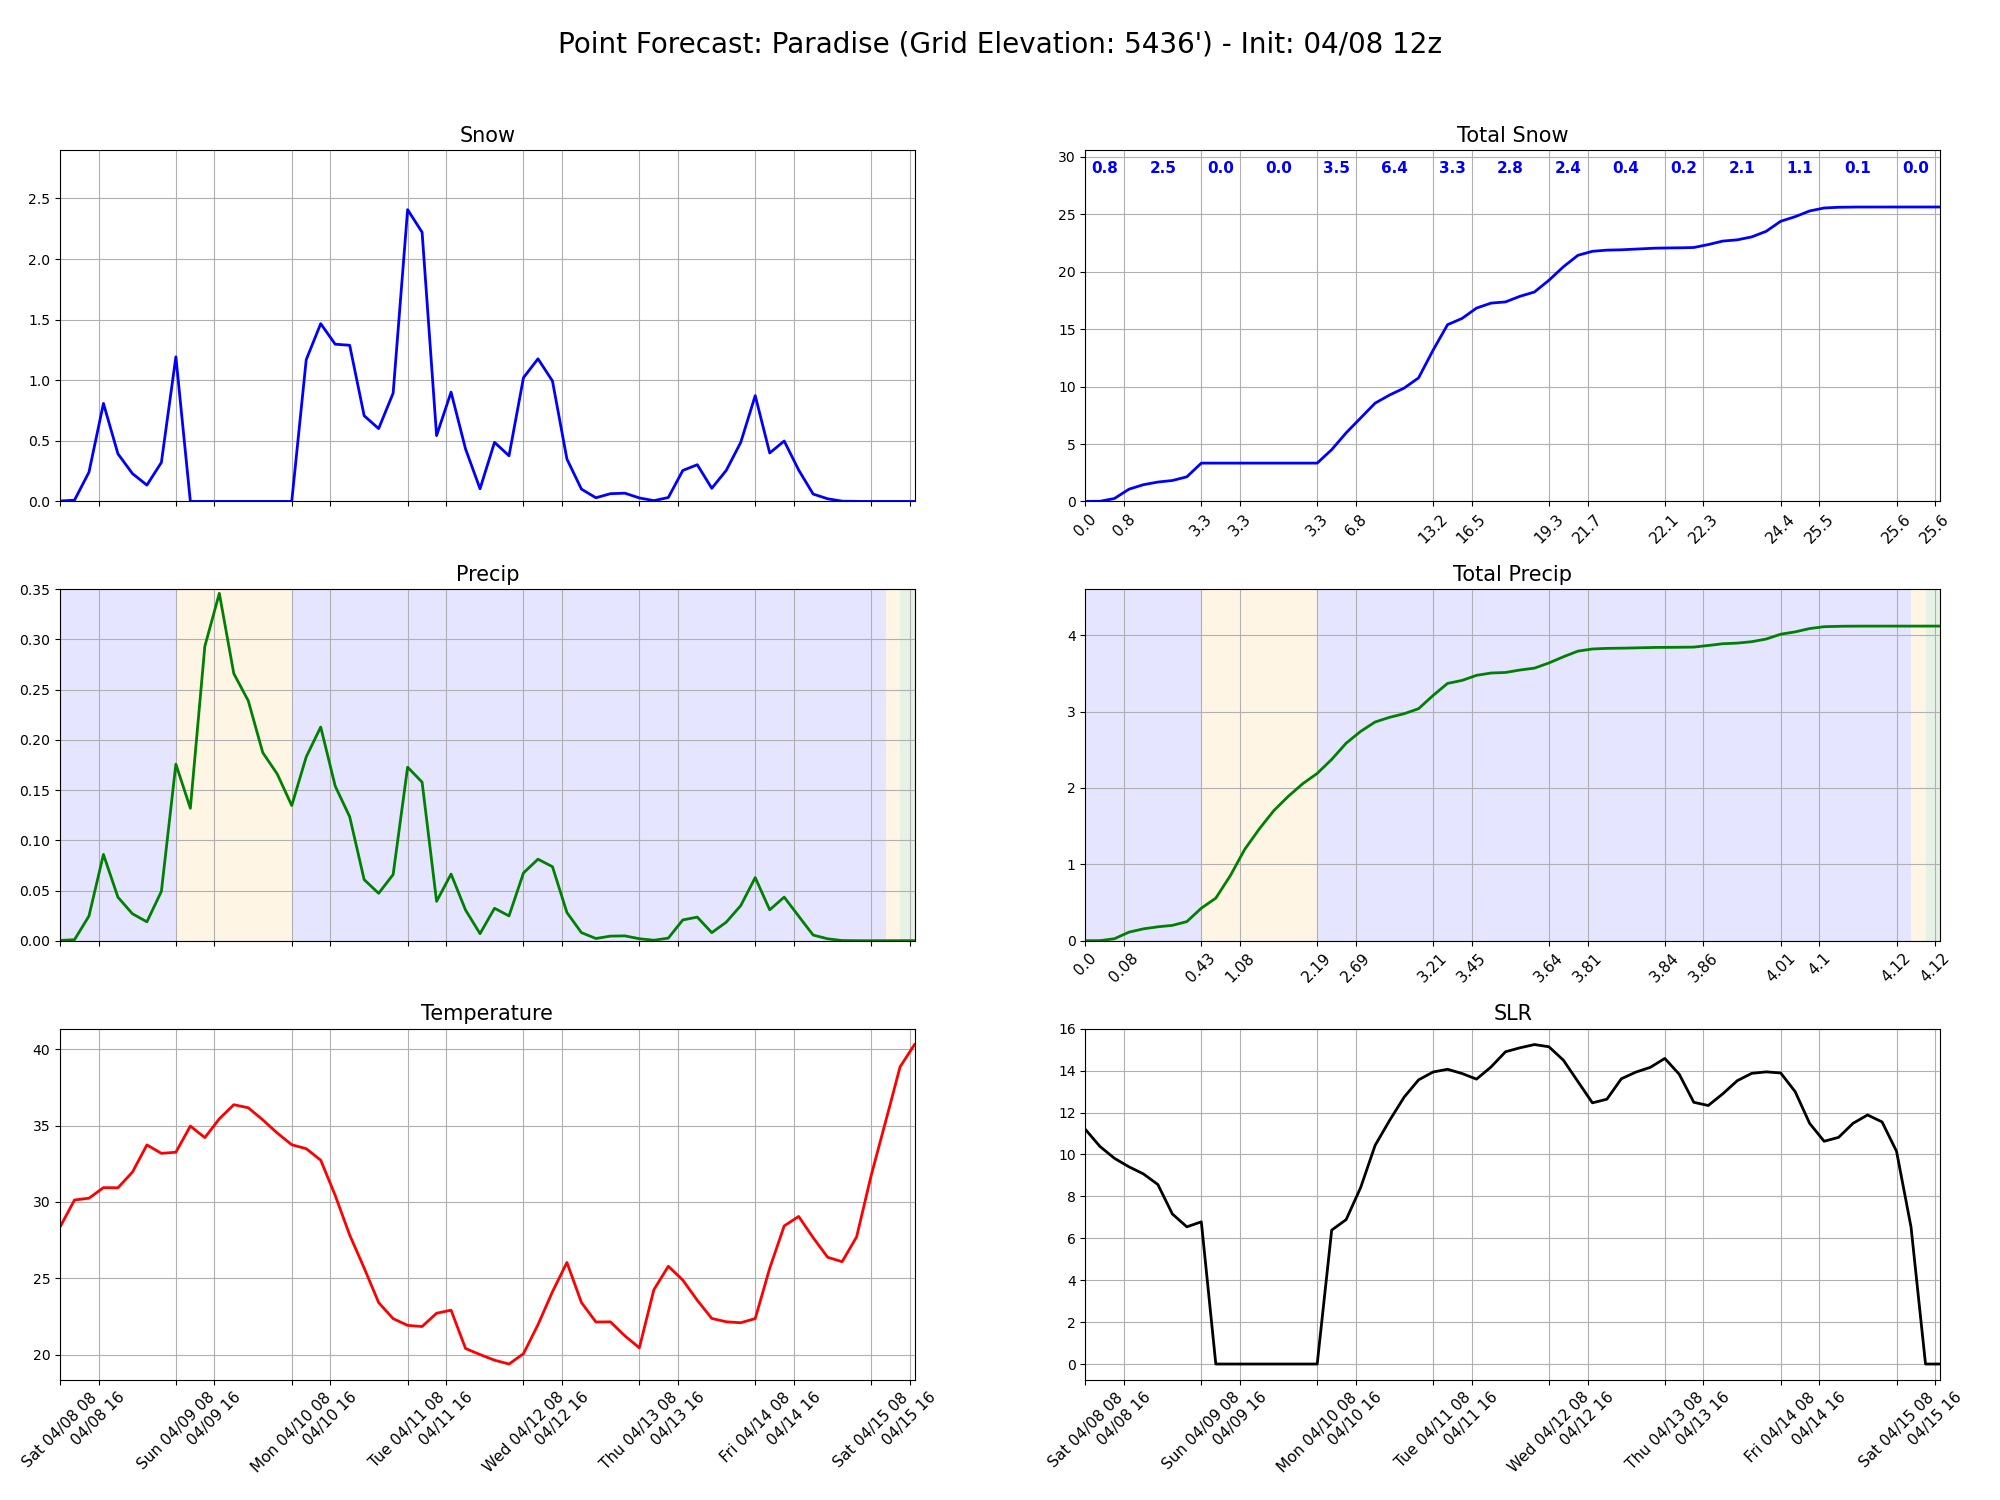 Point Forecast: Paradise (Grid Elevation: 5436') - Init: 04/08 12z
Snow
2.5
2.0
1.5
1.0
0.5
0.0
Total Snow
0.8 2.5 0.0 0.0 3.5 6.4 3.3 2.8 2.4 0.4 0.2 2.1 1.1 0.1 0.0
30
25
20
15
10
5
0
0.0 0.8 3.3 3.3 3.3 6.8 13.2 16.5 19.3 21.7 22.1 22.3 24.4 25.5 25.6 25.6
Precip
0.35
0.30
0.25
0.20
0.15
0.10
0.05
0.00
Total Precip
4
3
2
1
0
0.0 0.08 0.43 1.08 2.19 2.69 3.21 3.45 3.64 3.81 3.84 3.86 4.01 4.1 4.12 4.12
Temperature
40
35
30
25
20
Sat 04/08 08
04/08 16
Sun 04/09 08
04/09 16
Mon 04/10 08
04/10 16
Tue 04/11 08
04/11 16
Wed 04/12 08
04/12 16
Thu 04/13 08
04/13 16
Fri 04/14 08
04/14 16
Sat 04/15 08
04/15 16
SLR
16
14
12
10
8
6
4
2
0
Sat 04/08 08
04/08 16
Sun 04/09 08
04/09 16
Mon 04/10 08
04/10 16
Tue 04/11 08
04/11 16
Wed 04/12 08
04/12 16
Thu 04/13 08
04/13 16
Fri 04/14 08
04/14 16
Sat 04/15 08
04/15 16